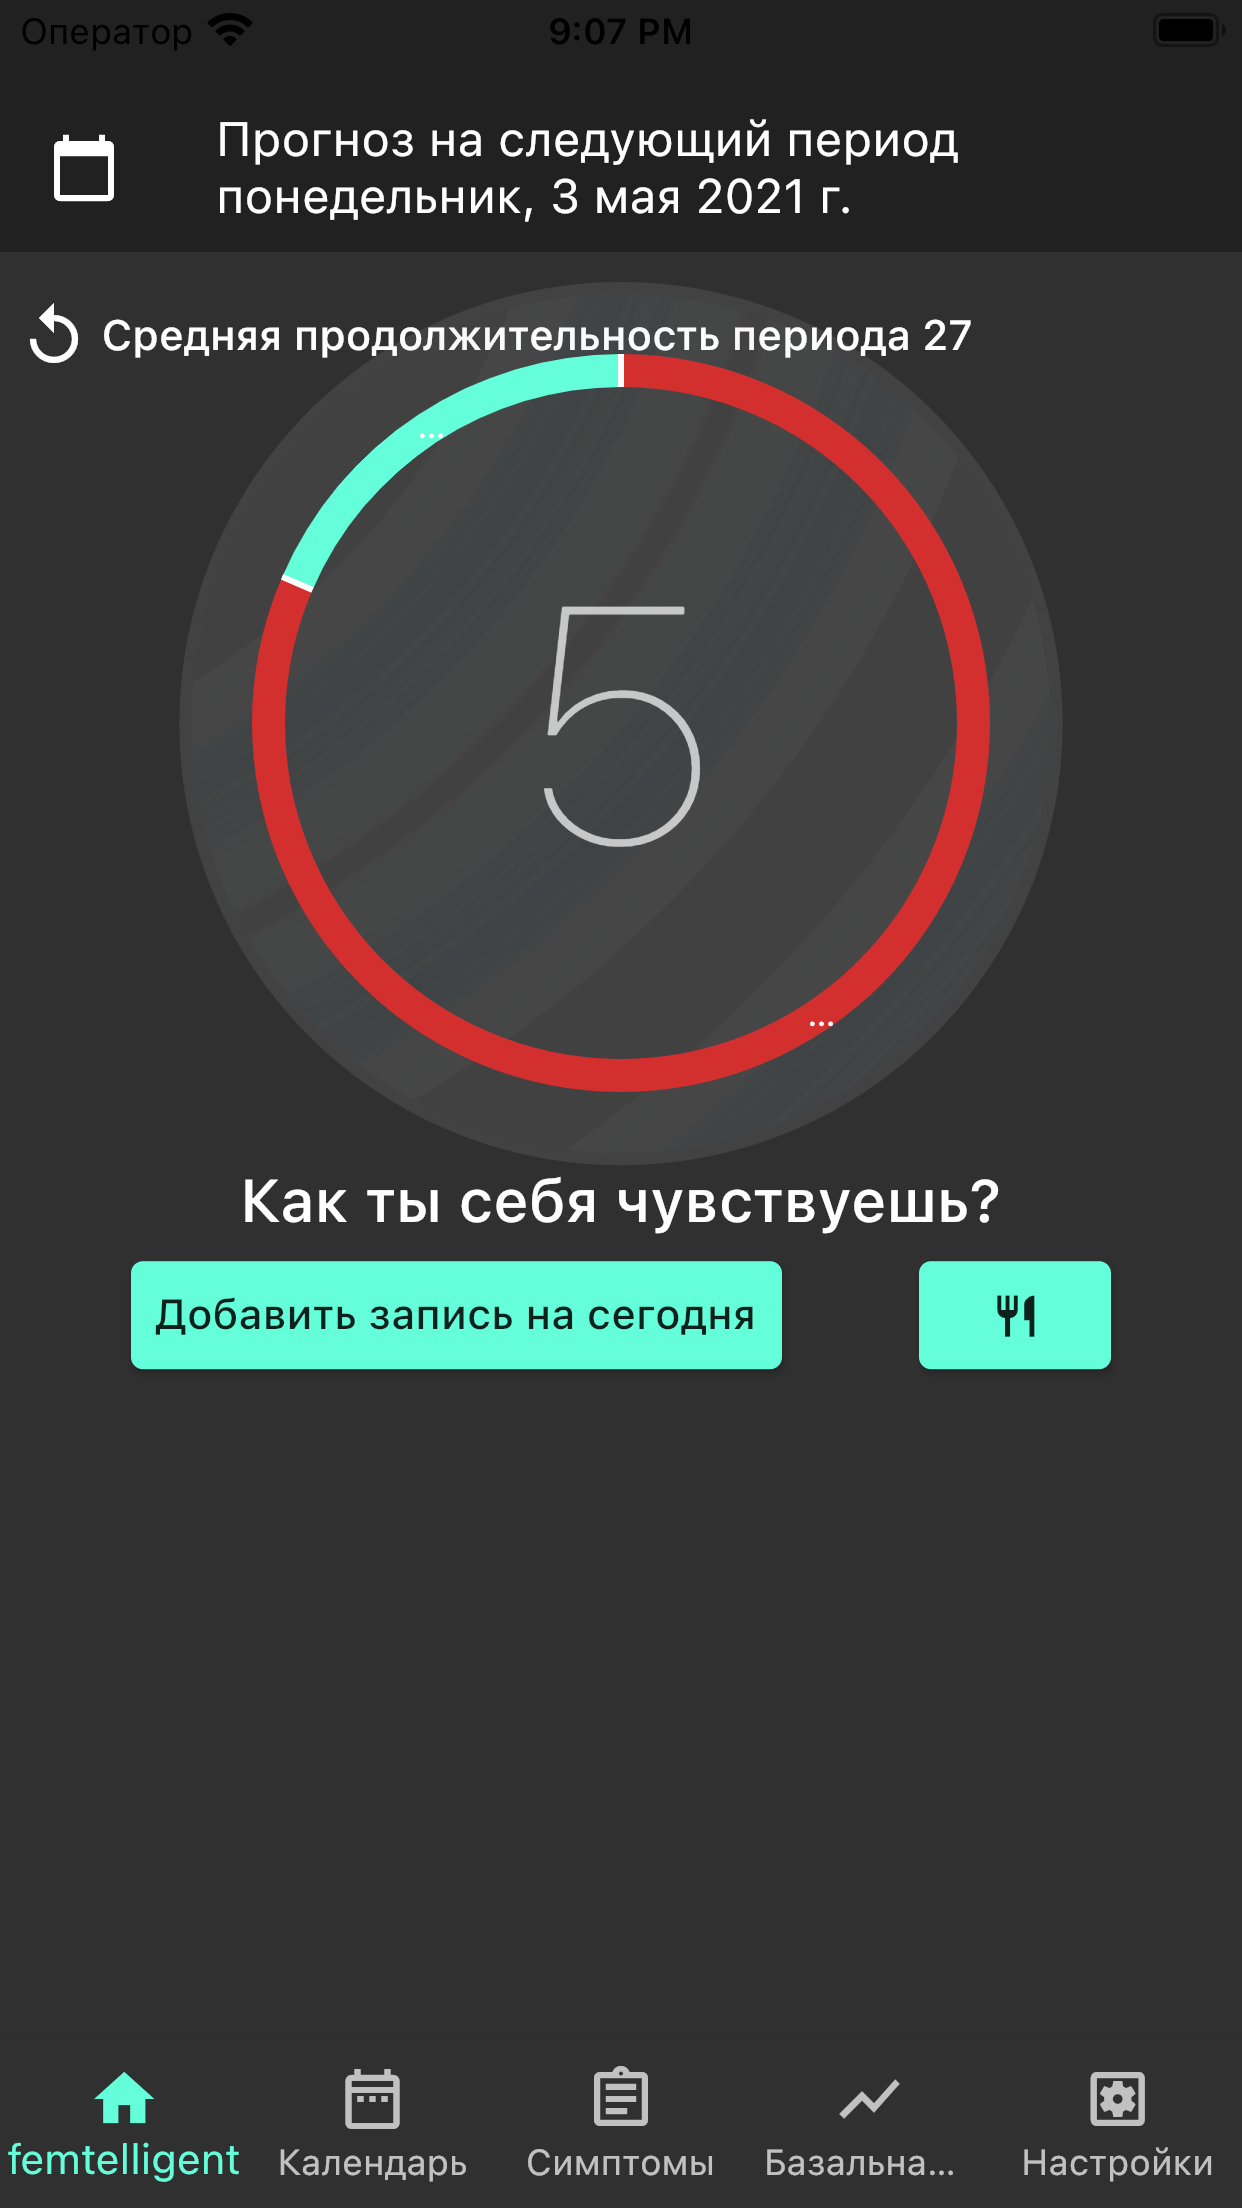 Оператор
9:07 PM
Прогноз на следующий период
понедельник, 3 мая 2021 г.
Средняя продолжительность периода 27
...
5
...
Как ты себя чувствуешь?
Добавить запись на сегодня
femtelligent
Календарь
Симптомы
Базальна...
Настройки